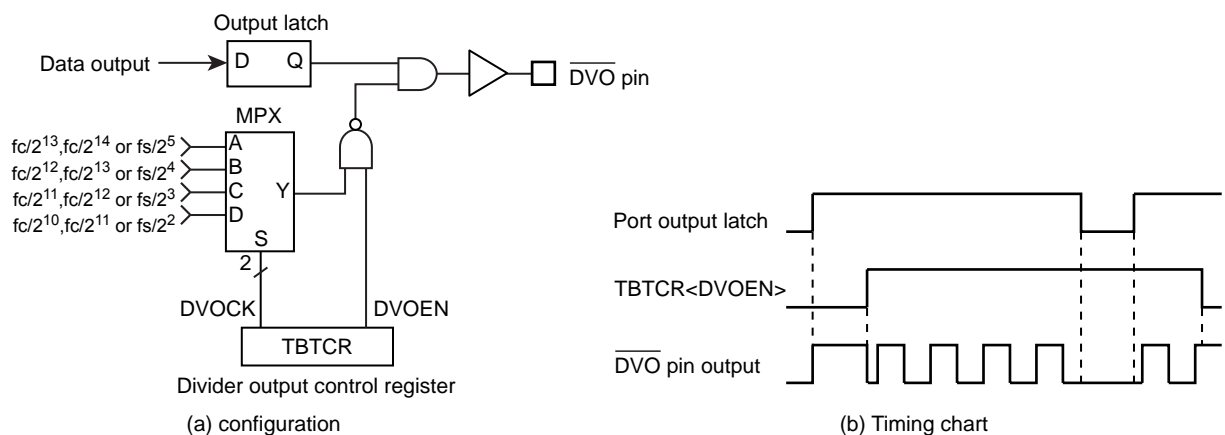 Output latch
Data output
D Q
DVO pin
MPX
fc/2^13,fc/2^14 or fs/2^5
A
fc/2^12,fc/2^13 or fs/2^4
B
fc/2^11,fc/2^12 or fs/2^3
C
Y
fc/2^10,fc/2^11 or fs/2^2
D
S
2
DVOCK
DVOEN
TBTCR
Divider output control register
(a) configuration
Port output latch
TBTCR<DVOEN>
DVO pin output
(b) Timing chart